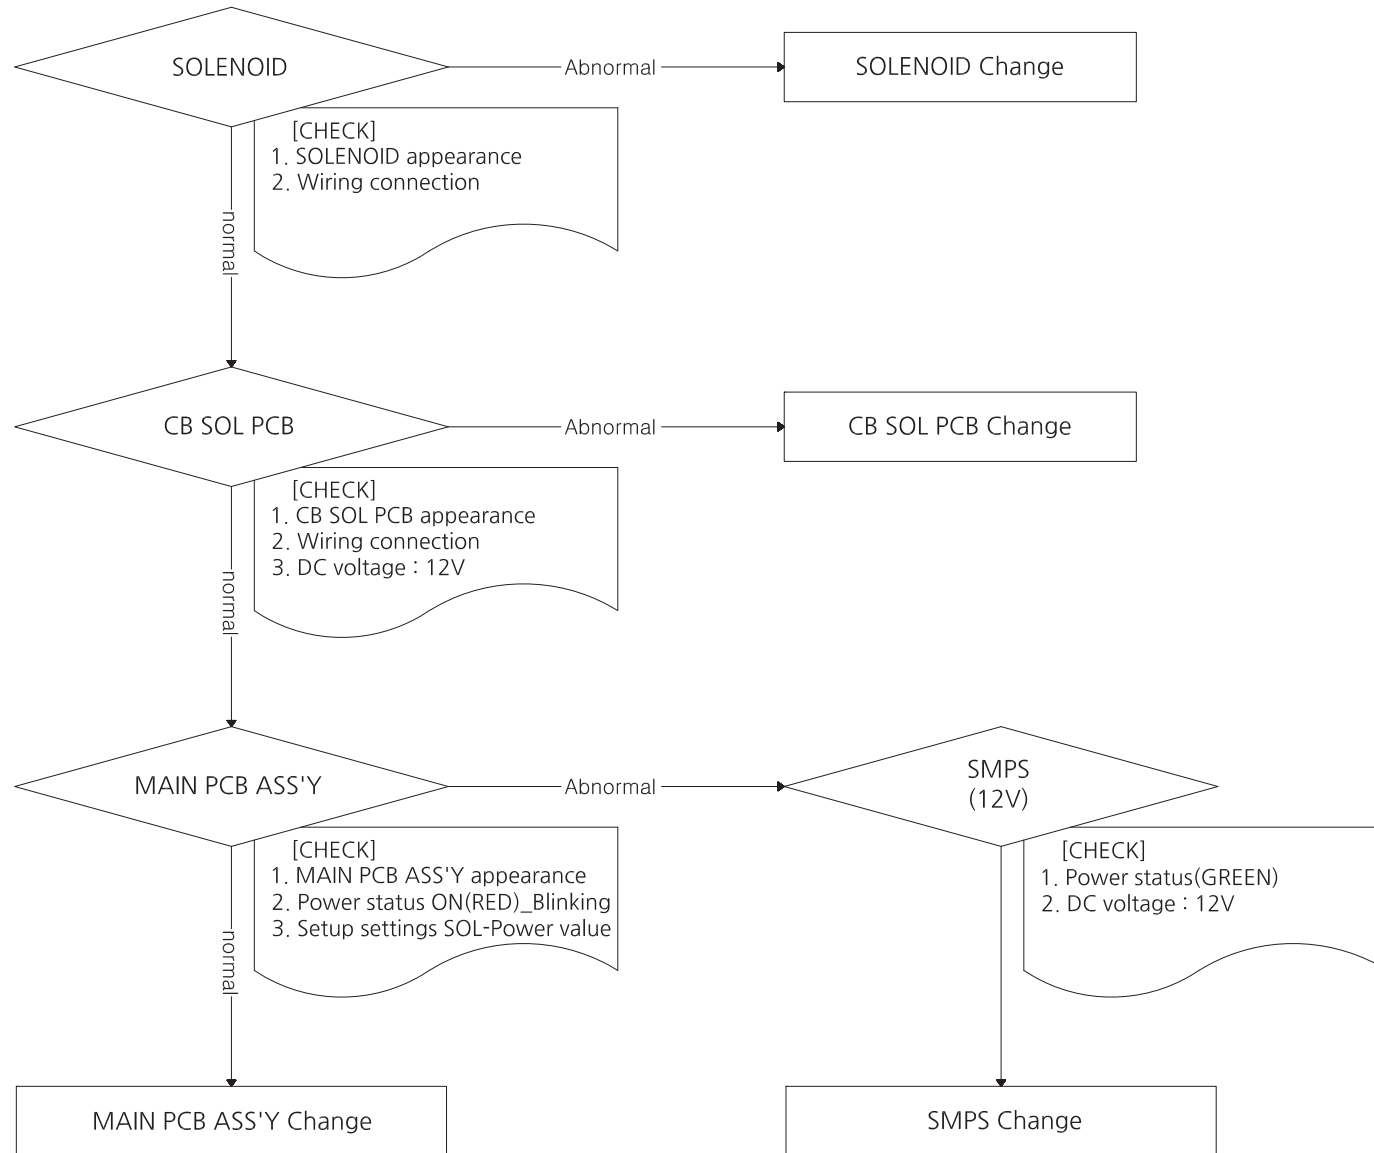 SOLENOID
Abnormal
SOLENOID Change
[CHECK]
1. SOLENOID appearance
2. Wiring connection
normal
CB SOL PCB
Abnormal
CB SOL PCB Change
[CHECK]
1. CB SOL PCB appearance
2. Wiring connection
3. DC voltage : 12V
normal
MAIN PCB ASS'Y
Abnormal
SMPS
(12V)
[CHECK]
1. MAIN PCB ASS'Y appearance
2. Power status ON(RED)_Blinking
3. Setup settings SOL-Power value
[CHECK]
1. Power status(GREEN)
2. DC voltage : 12V
normal
MAIN PCB ASS'Y Change
SMPS Change